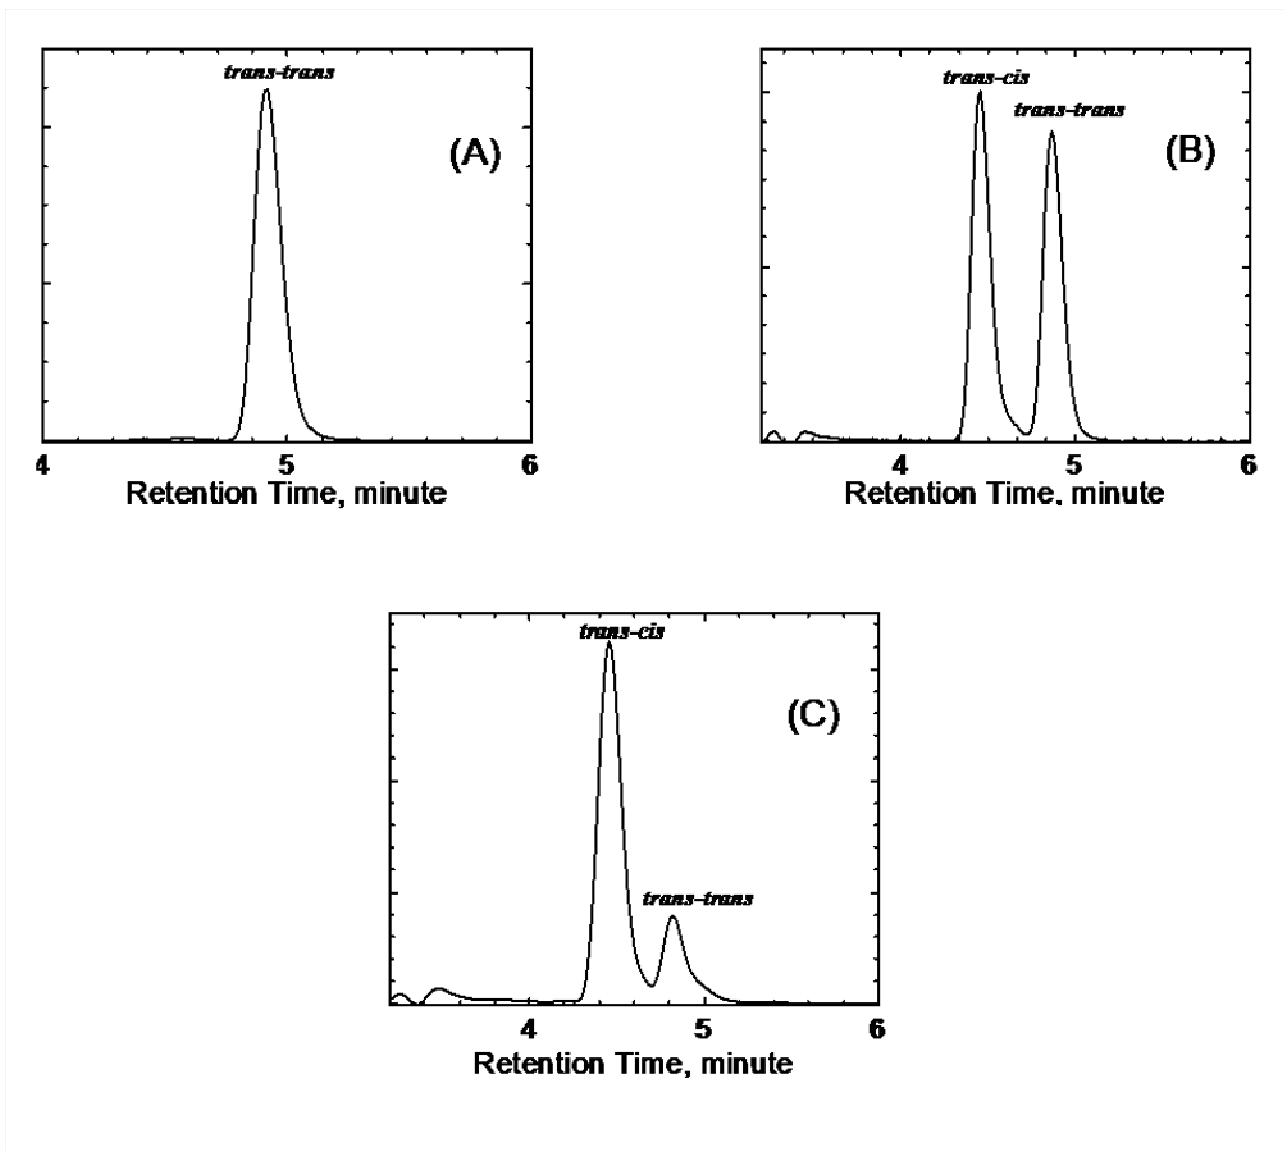 trans-trans
(A)
4 5 6
Retention Time, minute
trans-cis
trans-trans
(B)
4 5 6
Retention Time, minute
trans-cis
trans-trans
(C)
4 5 6
Retention Time, minute